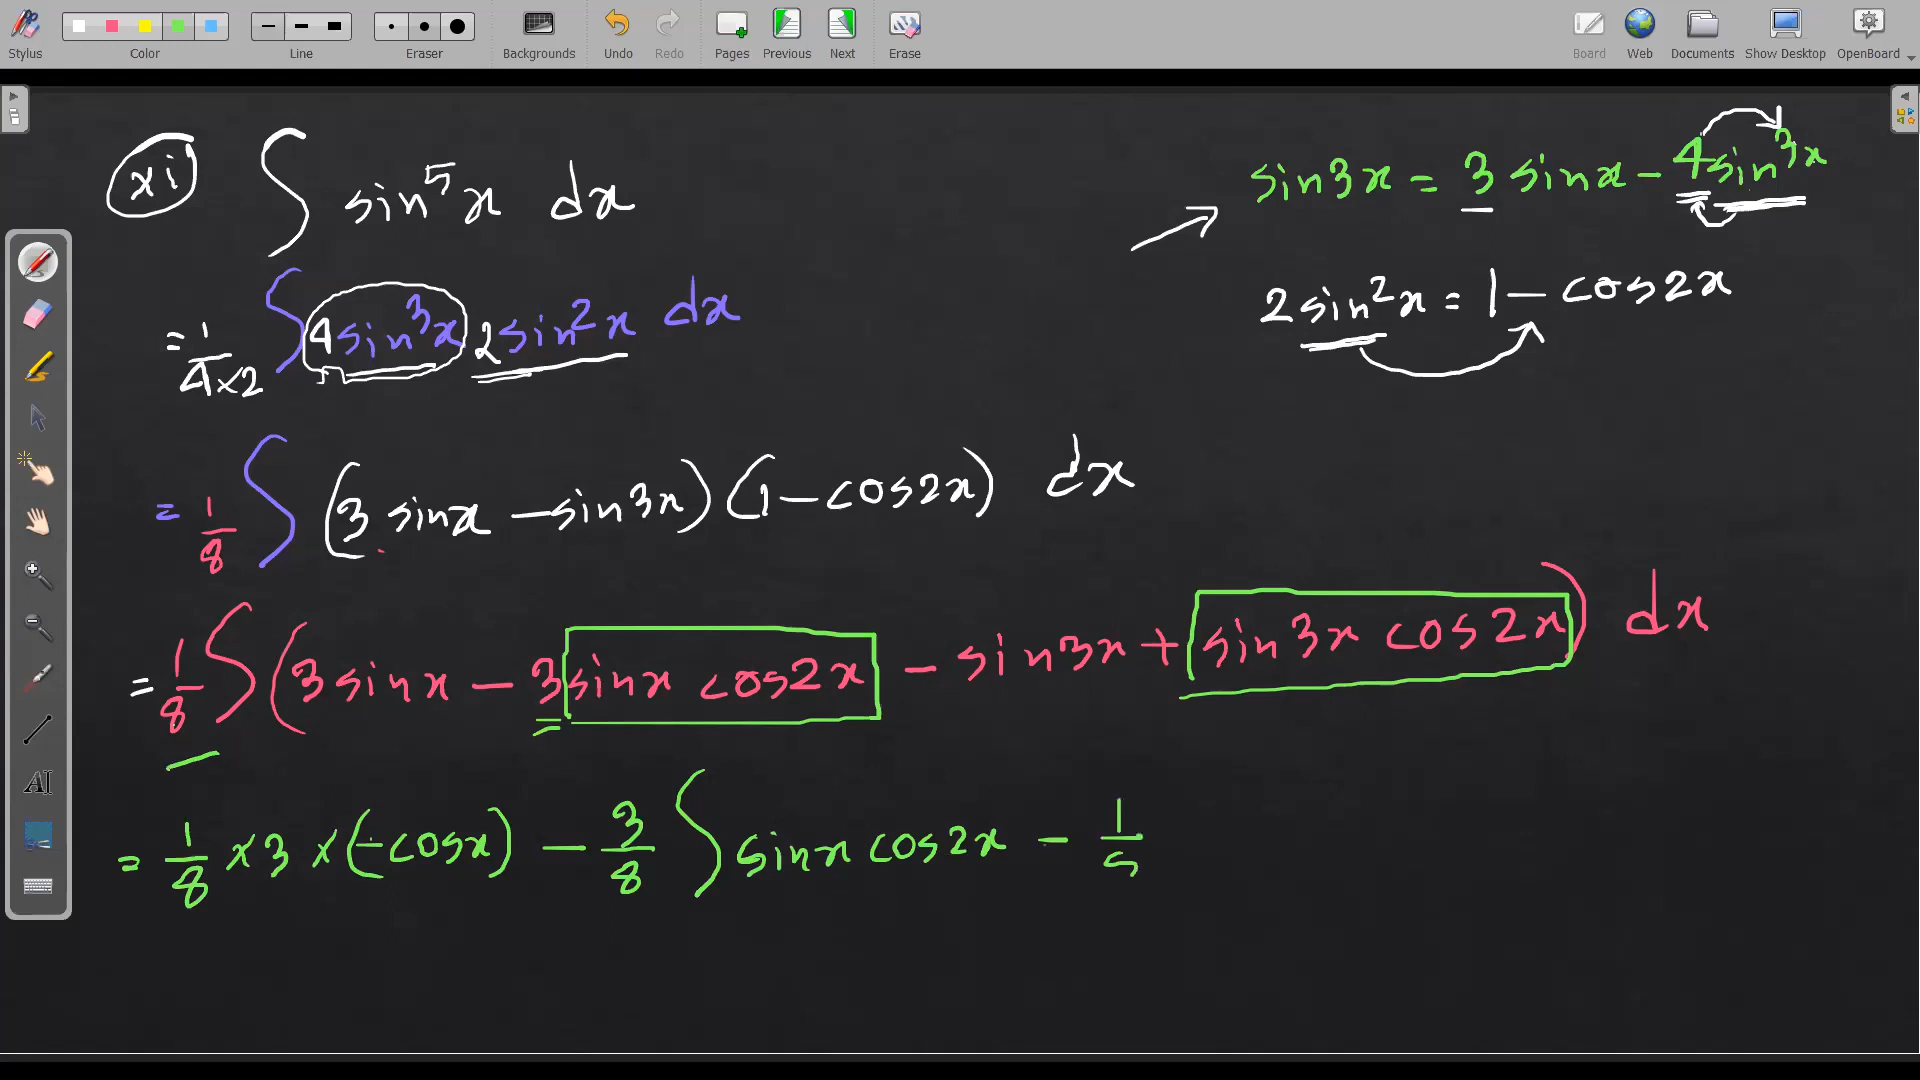 Stylus Color Line Eraser Backgrounds Undo Redo Pages Previous Next Erase Board Web Documents Show Desktop OpenBoard
xi ∫ sin⁵x dx
sin3x = 3 sinx - 4sin³x
= 1/(4×2) ∫ 4sin³x 2sin²x dx
2sin²x = 1 - cos2x
= 1/8 ∫ (3 sinx - sin3x) (1 - cos2x) dx
= 1/8 ∫ (3sinx - 3sinx cos2x - sin3x + sin3x cos2x) dx
= 1/8 × 3 × (-cosx) - 3/8 ∫ sinx cos2x - 1/
AI